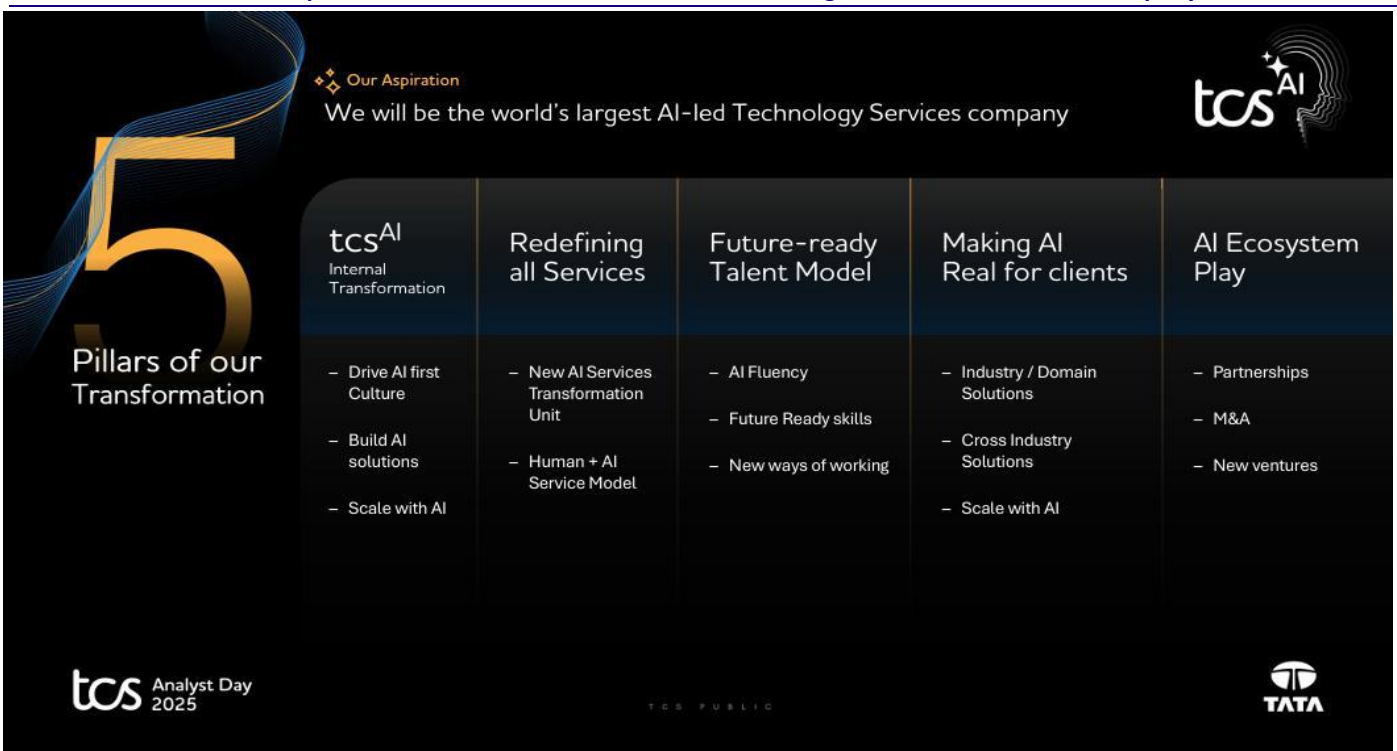 Our Aspiration
We will be the world's largest AI-led Technology Services company
tcs AI
5
Pillars of our
Transformation
tcsAI
Internal
Transformation
– Drive AI first
Culture
– Build AI
solutions
– Scale with AI
Redefining
all Services
– New AI Services
Transformation
Unit
– Human + AI
Service Model
Future-ready
Talent Model
– AI Fluency
– Future Ready skills
– New ways of working
Making AI
Real for clients
– Industry / Domain
Solutions
– Cross Industry
Solutions
– Scale with AI
AI Ecosystem
Play
– Partnerships
– M&A
– New ventures
tcs Analyst Day
2025
TCS PUBLIC
TATA